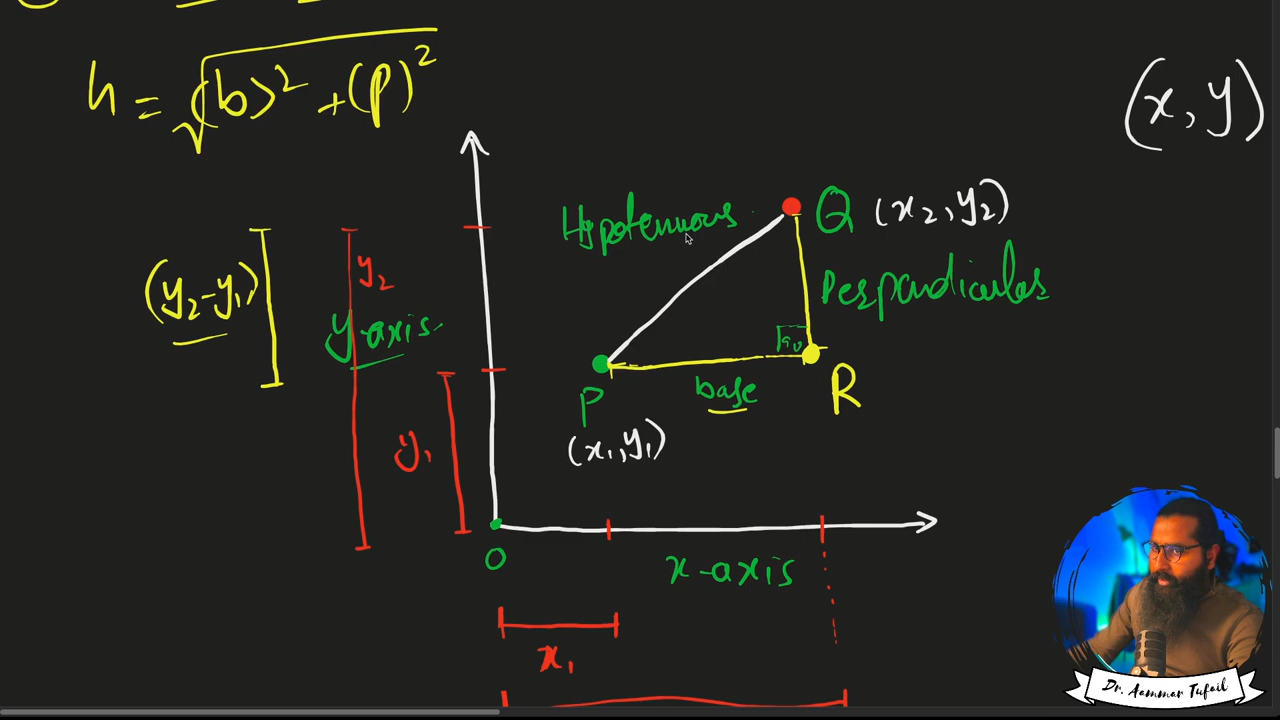 h = √(b)² + (p)²
(x, y)
Hypotenuous
Q (x₂, y₂)
(y₂-y₁)
y₂
y-axis
Perpendicular
90
P
base
R
(x₁, y₁)
y₁
O
x-axis
x₁
Dr. Aammar Tufail